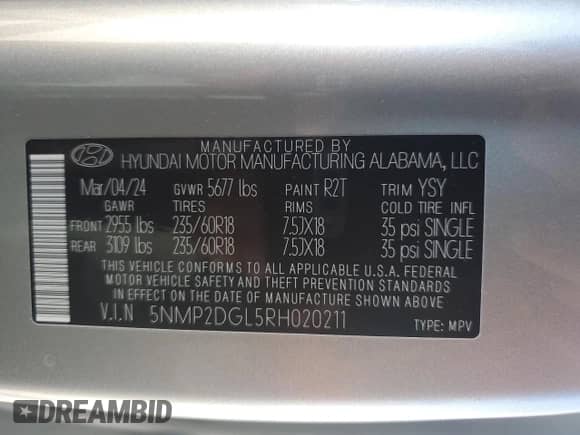 MANUFACTURED BY
HYUNDAI MOTOR MANUFACTURING ALABAMA, LLC
Mar/04/24 GVWR 5677 lbs PAINT R2T TRIM YSY
GAWR TIRES RIMS COLD TIRE INFL
FRONT 2955 lbs 235/60R18 7.5JX18 35 psi SINGLE
REAR 3109 lbs 235/60R18 7.5JX18 35 psi SINGLE
THIS VEHICLE CONFORMS TO ALL APPLICABLE U.S.A. FEDERAL
MOTOR VEHICLE SAFETY AND THEFT PREVENTION STANDARDS
IN EFFECT ON THE DATE OF MANUFACTURE SHOWN ABOVE.
V.I.N 5NMP2DGL5RH020211 TYPE: MPV
DREAMBID